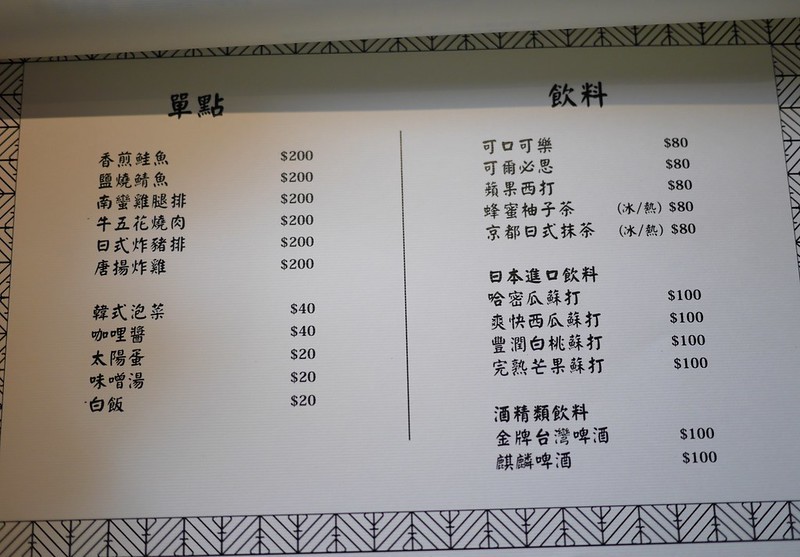 單點
香煎鮭魚 $200
鹽燒鯖魚 $200
南蠻雞腿排 $200
牛五花燒肉 $200
日式炸豬排 $200
唐揚炸雞 $200
韓式泡菜 $40
咖哩醬 $40
太陽蛋 $20
味噌湯 $20
白飯 $20
飲料
可口可樂 $80
可爾必思 $80
蘋果西打 $80
蜂蜜柚子茶 (冰/熱) $80
京都日式抹茶 (冰/熱) $80
日本進口飲料
哈密瓜蘇打 $100
爽快西瓜蘇打 $100
豐潤白桃蘇打 $100
完熟芒果蘇打 $100
酒精類飲料
金牌台灣啤酒 $100
麒麟啤酒 $100